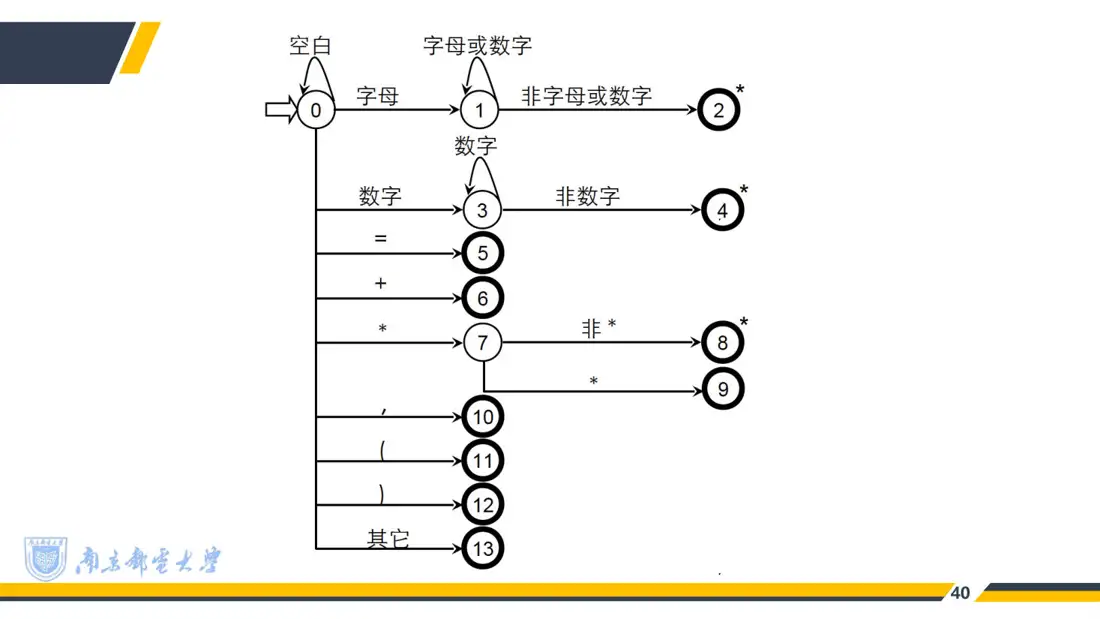 空白
字母或数字
0
字母
1
非字母或数字
2
*
数字
数字
3
非数字
4
*
=
5
+
6
*
7
非 *
8
*
*
9
,
10
(
11
)
12
其它
13
南京邮电大学
40